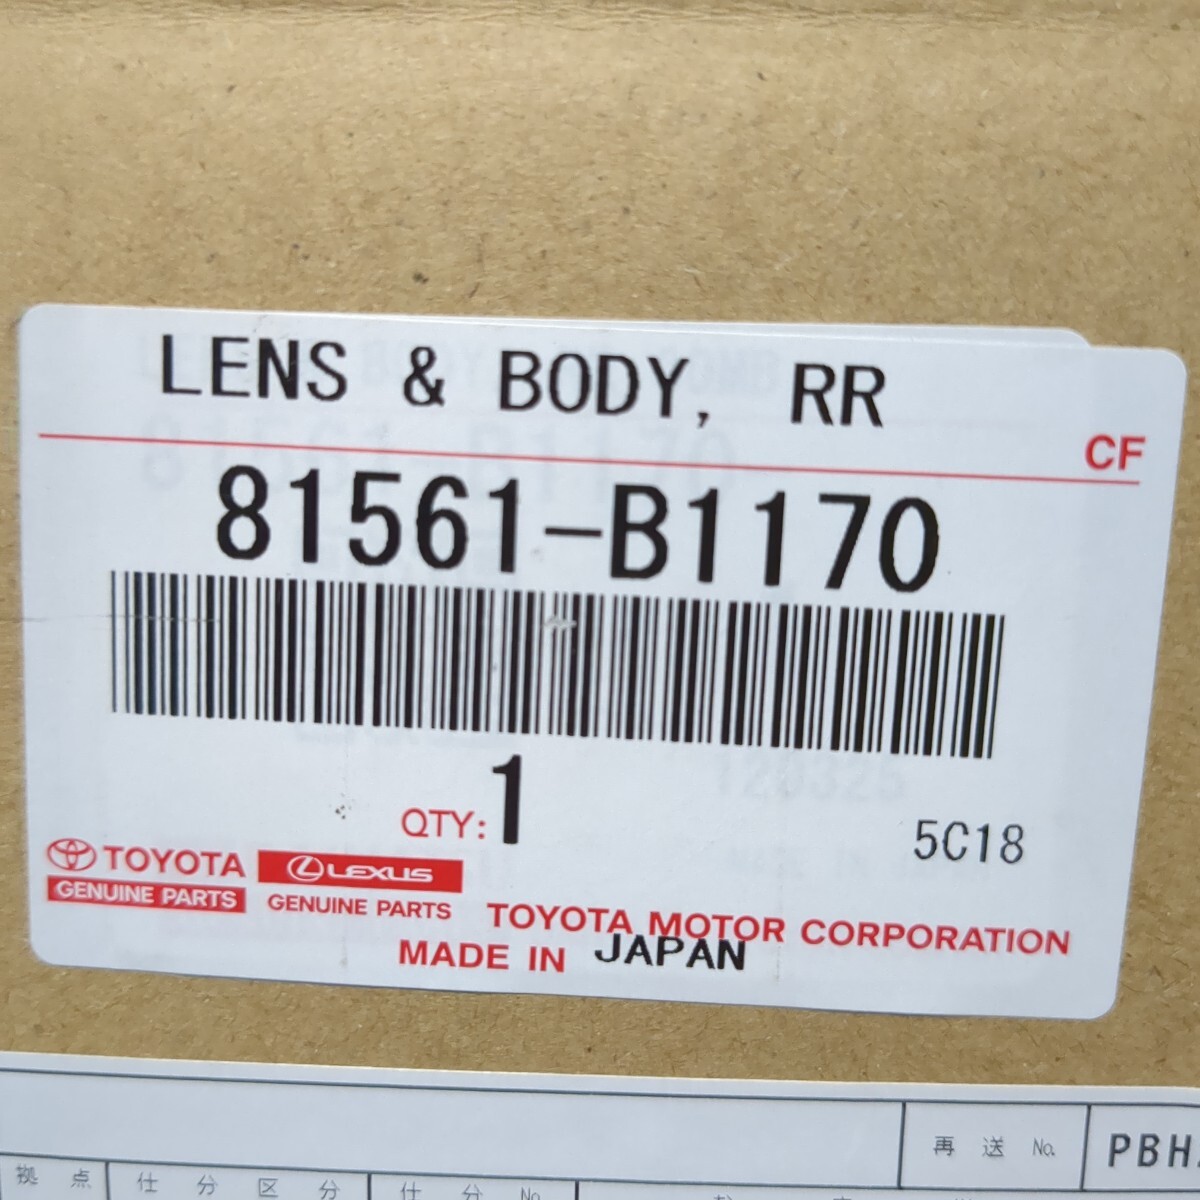 LENS & BODY, RR
CF
81561-B1170
QTY: 1
5C18
TOYOTA
GENUINE PARTS
LEXUS
GENUINE PARTS
TOYOTA MOTOR CORPORATION
MADE IN JAPAN
再送 No. PBH
拠点 仕分区分 仕分 No.